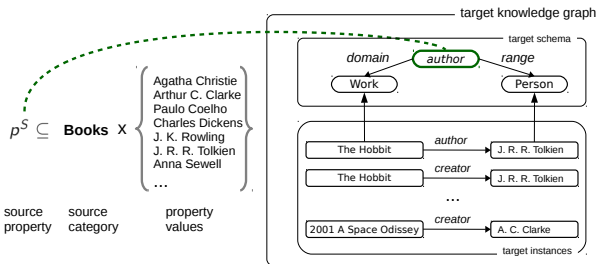 target knowledge graph
target schema
domain
author
range
Work
Person
Agatha Christie
Arthur C. Clarke
Paulo Coelho
Charles Dickens
J. K. Rowling
J. R. R. Tolkien
Anna Sewell
...
pS ⊆ Books x
The Hobbit
author
J. R. R. Tolkien
The Hobbit
creator
J. R. R. Tolkien
...
2001 A Space Odissey
creator
A. C. Clarke
target instances
source property
source category
property values